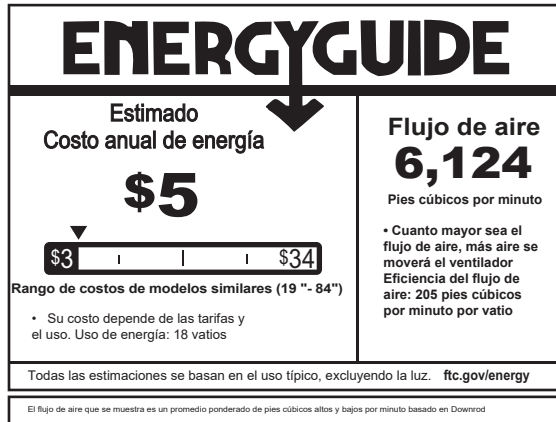 ENERGYGUIDE
Estimado
Costo anual de energía
$5
$3 $34
Rango de costos de modelos similares (19 "- 84")
• Su costo depende de las tarifas y
el uso. Uso de energía: 18 vatios
Flujo de aire
6,124
Pies cúbicos por minuto
• Cuanto mayor sea el
flujo de aire, más aire se
moverá el ventilador
Eficiencia del flujo de
aire: 205 pies cúbicos
por minuto por vatio
Todas las estimaciones se basan en el uso típico, excluyendo la luz. ftc.gov/energy
El flujo de aire que se muestra es un promedio ponderado de pies cúbicos altos y bajos por minuto basado en Downrod